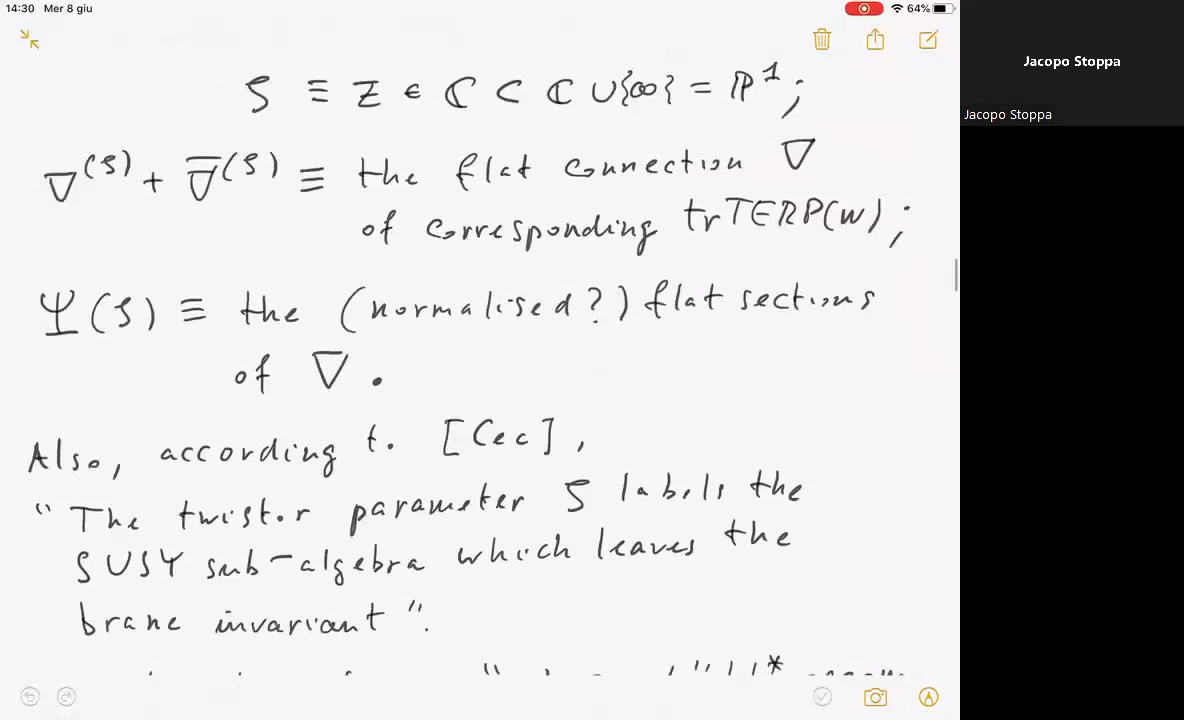 14:30 Mer 8 giu
64%
ζ ≡ z ∈ ℂ ⊂ ℂ ∪ {∞} = ℙ¹;
∇^(ζ) + ∇̄^(ζ) ≡ the flat connection ∇
of corresponding trTERP(w);
Ψ(ζ) ≡ the (normalised?) flat sections
of ∇.
Also, according to [Cec],
"The twistor parameter ζ labels the
SUSY sub-algebra which leaves the
brane invariant".
Jacopo Stoppa
Jacopo Stoppa